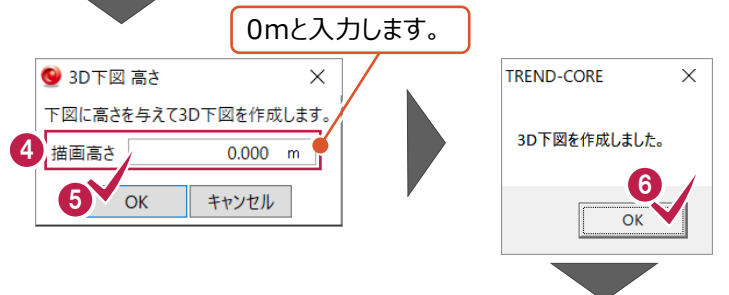 0mと入力します。
3D下図 高さ
下図に高さを与えて3D下図を作成します。
4 描画高さ 0.000 m
5 OK キャンセル
TREND-CORE
3D下図を作成しました。
6
OK